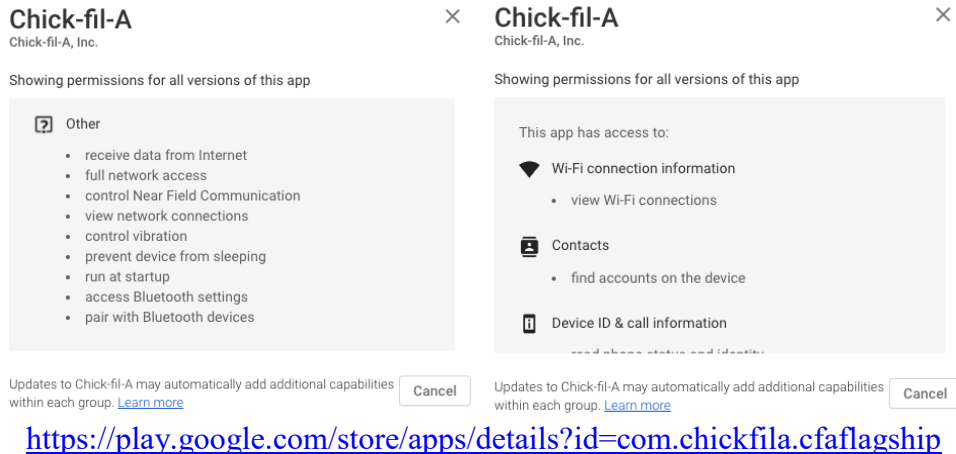 Chick-fil-A
Chick-fil-A, Inc.
Showing permissions for all versions of this app
Other
receive data from Internet
full network access
control Near Field Communication
view network connections
control vibration
prevent device from sleeping
run at startup
access Bluetooth settings
pair with Bluetooth devices
Updates to Chick-fil-A may automatically add additional capabilities
within each group. Learn more
Cancel
Chick-fil-A
Chick-fil-A, Inc.
Showing permissions for all versions of this app
This app has access to:
Wi-Fi connection information
view Wi-Fi connections
Contacts
find accounts on the device
Device ID & call information
read phone status and identity
Updates to Chick-fil-A may automatically add additional capabilities
within each group. Learn more
Cancel
https://play.google.com/store/apps/details?id=com.chickfila.cfaflagship